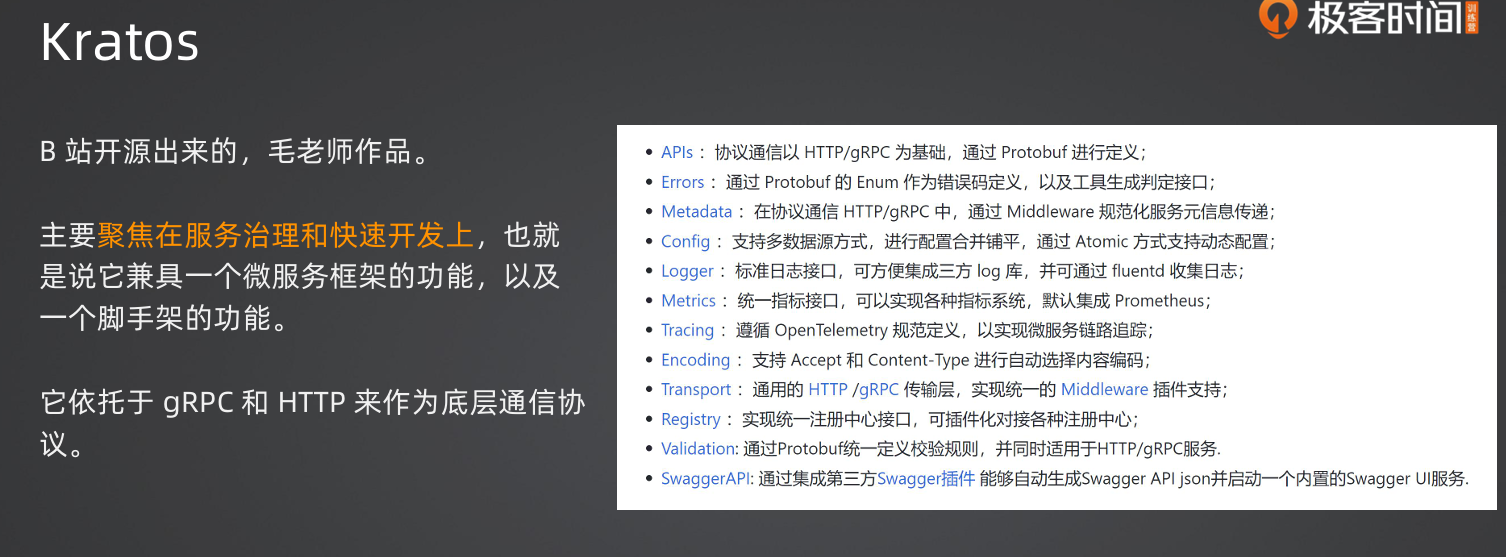 Kratos
极客时间
训练营
B 站开源出来的，毛老师作品。
主要聚焦在服务治理和快速开发上，也就
是说它兼具一个微服务框架的功能，以及
一个脚手架的功能。
它依托于 gRPC 和 HTTP 来作为底层通信协
议。
• APIs： 协议通信以 HTTP/gRPC 为基础，通过 Protobuf 进行定义；
• Errors： 通过 Protobuf 的 Enum 作为错误码定义，以及工具生成判定接口；
• Metadata： 在协议通信 HTTP/gRPC 中，通过 Middleware 规范化服务元信息传递；
• Config： 支持多数据源方式，进行配置合并铺平，通过 Atomic 方式支持动态配置；
• Logger： 标准日志接口，可方便集成三方 log 库，并可通过 fluentd 收集日志；
• Metrics： 统一指标接口，可以实现各种指标系统，默认集成 Prometheus；
• Tracing： 遵循 OpenTelemetry 规范定义，以实现微服务链路追踪；
• Encoding： 支持 Accept 和 Content-Type 进行自动选择内容编码；
• Transport： 通用的 HTTP /gRPC 传输层，实现统一的 Middleware 插件支持；
• Registry： 实现统一注册中心接口，可插件化对接各种注册中心；
• Validation: 通过Protobuf统一定义校验规则，并同时适用于HTTP/gRPC服务.
• SwaggerAPI: 通过集成第三方Swagger插件 能够自动生成Swagger API json并启动一个内置的Swagger UI服务.